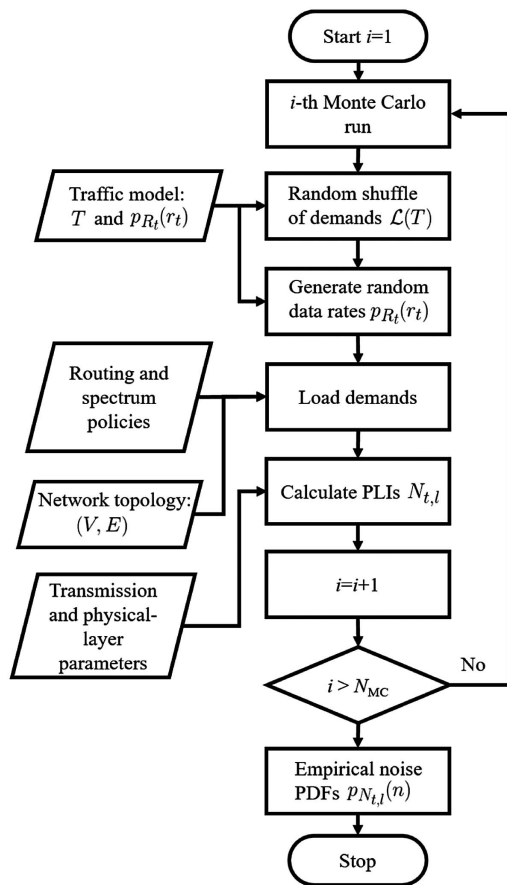 Start i=1
i-th Monte Carlo
run
Traffic model:
T and p_{R_t}(r_t)
Random shuffle
of demands 𝓛(T)
Generate random
data rates p_{R_t}(r_t)
Routing and
spectrum
policies
Load demands
Network topology:
(V, E)
Calculate PLIs N_{t,l}
Transmission
and physical-
layer
parameters
i=i+1
i > N_{MC}
No
Empirical noise
PDFs p_{N_{t,l}}(n)
Stop